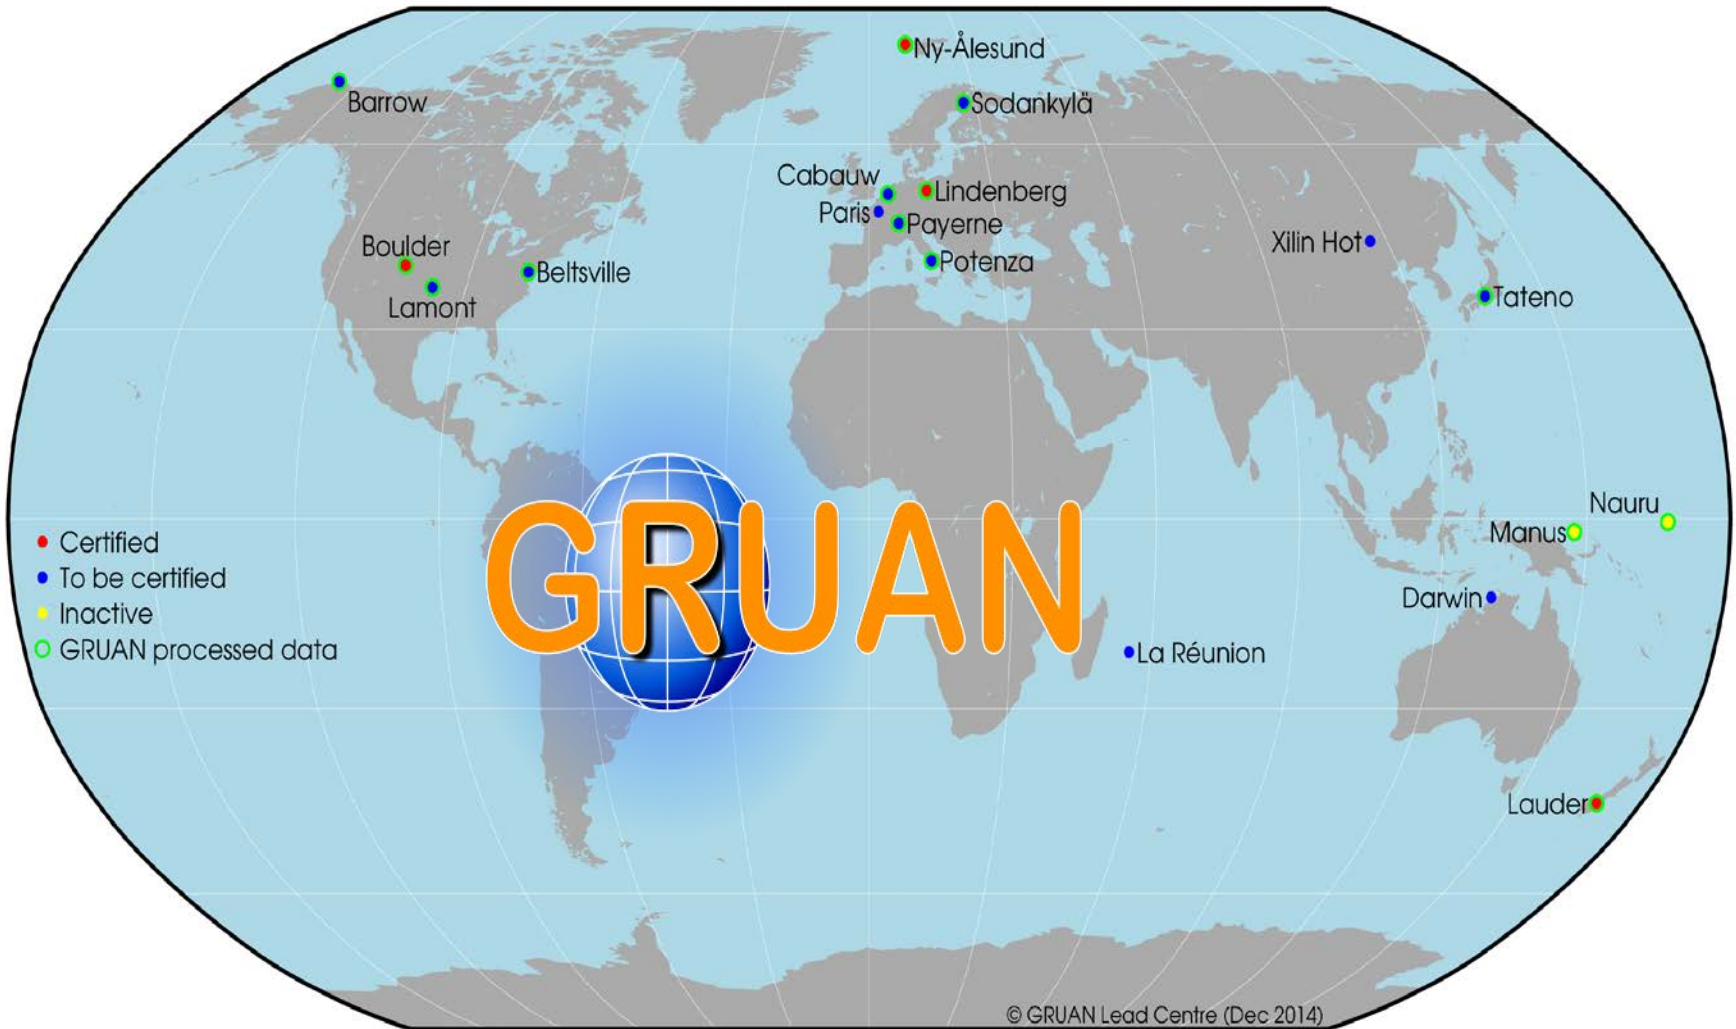 Ny-Ålesund
Barrow
Sodankylä
Cabauw
Lindenberg
Paris
Payerne
Boulder
Xilin Hot
Potenza
Beltsville
Lamont
Tateno
Nauru
Manus
GRUAN
Certified
To be certified
Inactive
GRUAN processed data
Darwin
La Réunion
Lauder
© GRUAN Lead Centre (Dec 2014)